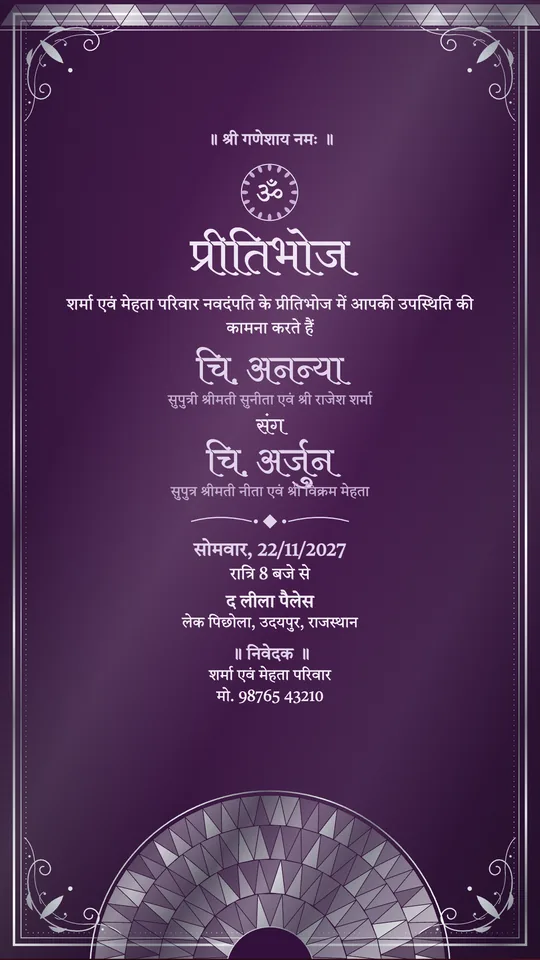 ॥ श्री गणेशाय नमः ॥
ॐ
प्रीतिभोज
शर्मा एवं मेहता परिवार नवदंपति के प्रीतिभोज में आपकी उपस्थिति की
कामना करते हैं
चि. अनन्या
सुपुत्री श्रीमती सुनीता एवं श्री राजेश शर्मा
संग
चि. अर्जुन
सुपुत्र श्रीमती नीता एवं श्री विक्रम मेहता
सोमवार, 22/11/2027
रात्रि 8 बजे से
द लीला पैलेस
लेक पिछोला, उदयपुर, राजस्थान
॥ निवेदक ॥
शर्मा एवं मेहता परिवार
मो. 98765 43210